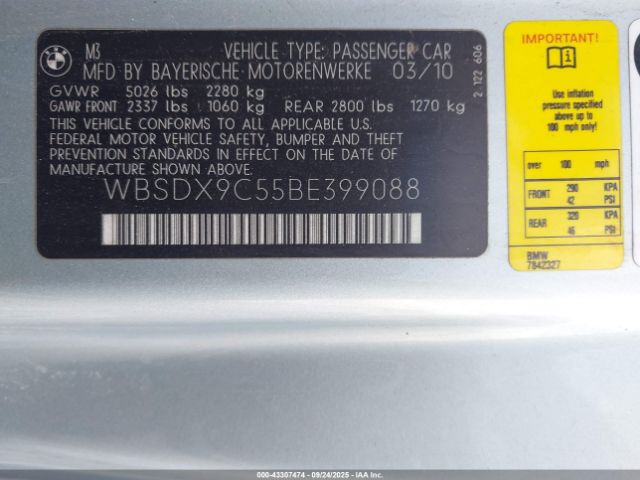 BMW
M3
VEHICLE TYPE: PASSENGER CAR
MFD BY BAYERISCHE MOTORENWERKE 03/10
GVWR 5026 lbs 2280 kg
GAWR FRONT 2337 lbs 1060 kg REAR 2800 lbs 1270 kg
THIS VEHICLE CONFORMS TO ALL APPLICABLE U.S.
FEDERAL MOTOR VEHICLE SAFETY, BUMPER AND THEFT
PREVENTION STANDARDS IN EFFECT ON THE DATE OF
MANUFACTURE SHOWN ABOVE.
WBSDX9C55BE399088
2 122 606
IMPORTANT!
Use inflation
pressure specified
above up to
100 mph only!
over 100 mph
FRONT 290 KPA
42 PSI
REAR 320 KPA
46 PSI
BMW
7842327
000-43307474 - 09/24/2025 - IAAI.COM